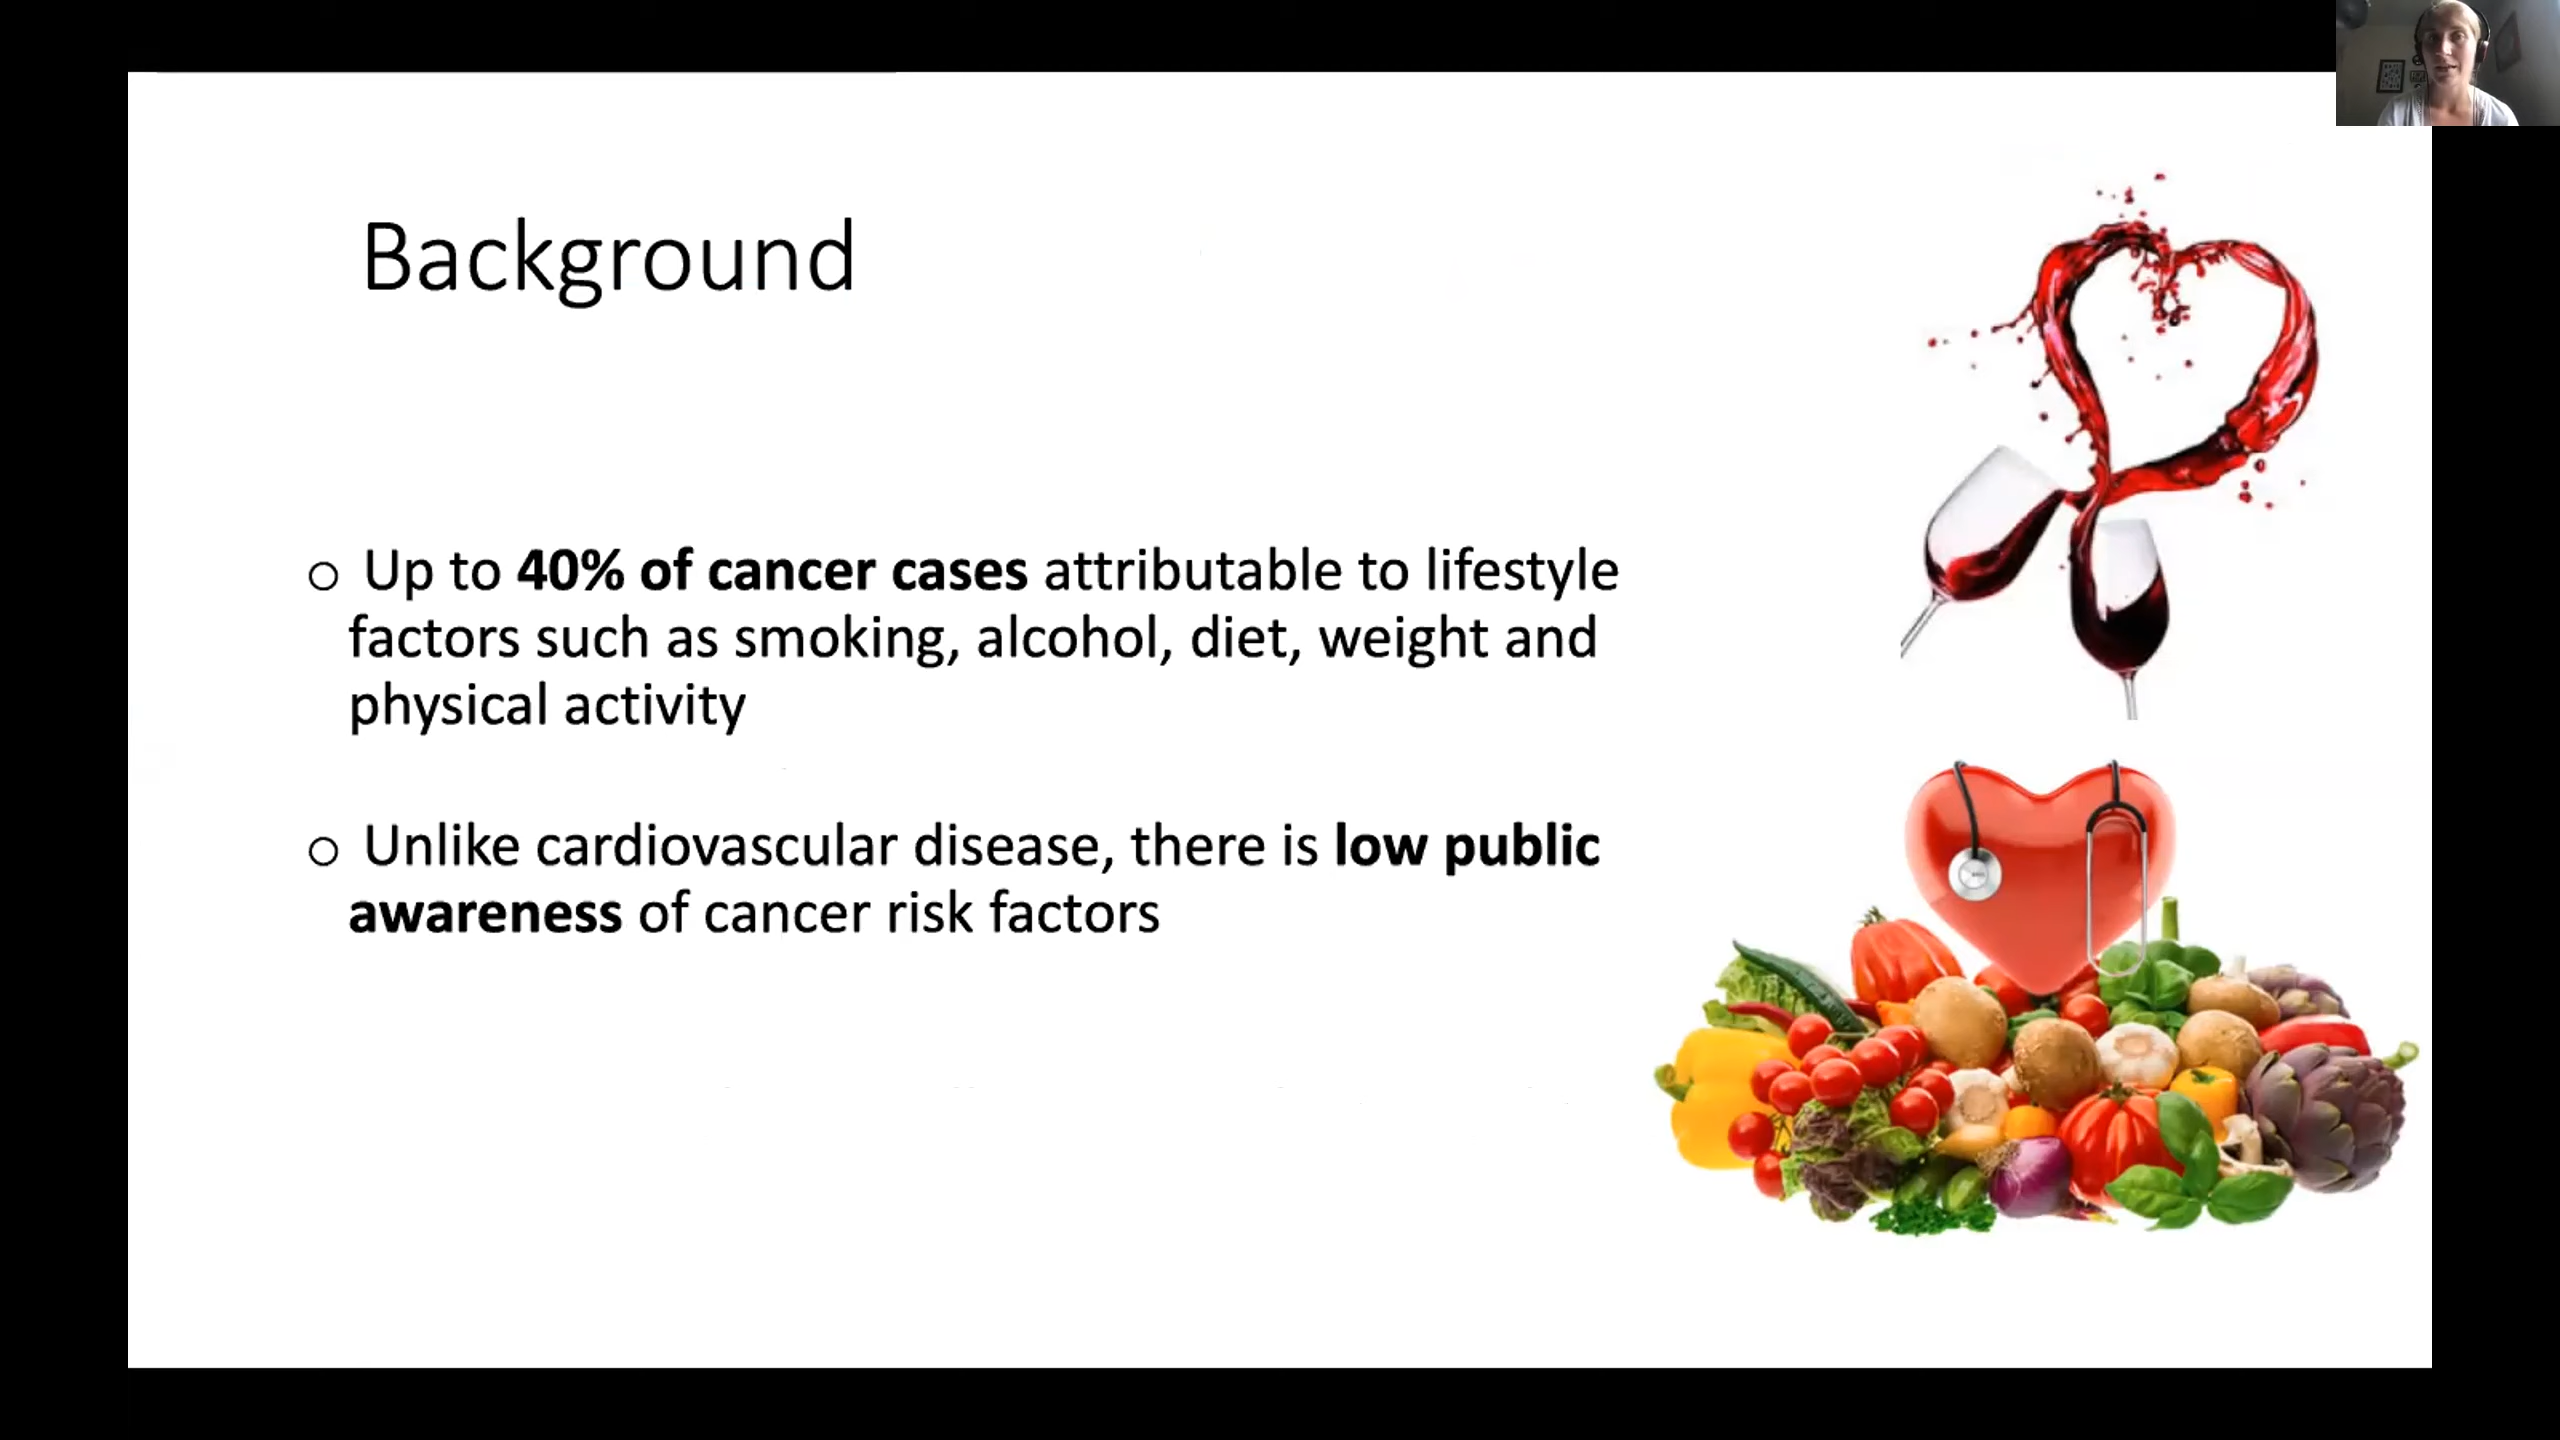 Background
o Up to 40% of cancer cases attributable to lifestyle
factors such as smoking, alcohol, diet, weight and
physical activity
o Unlike cardiovascular disease, there is low public
awareness of cancer risk factors